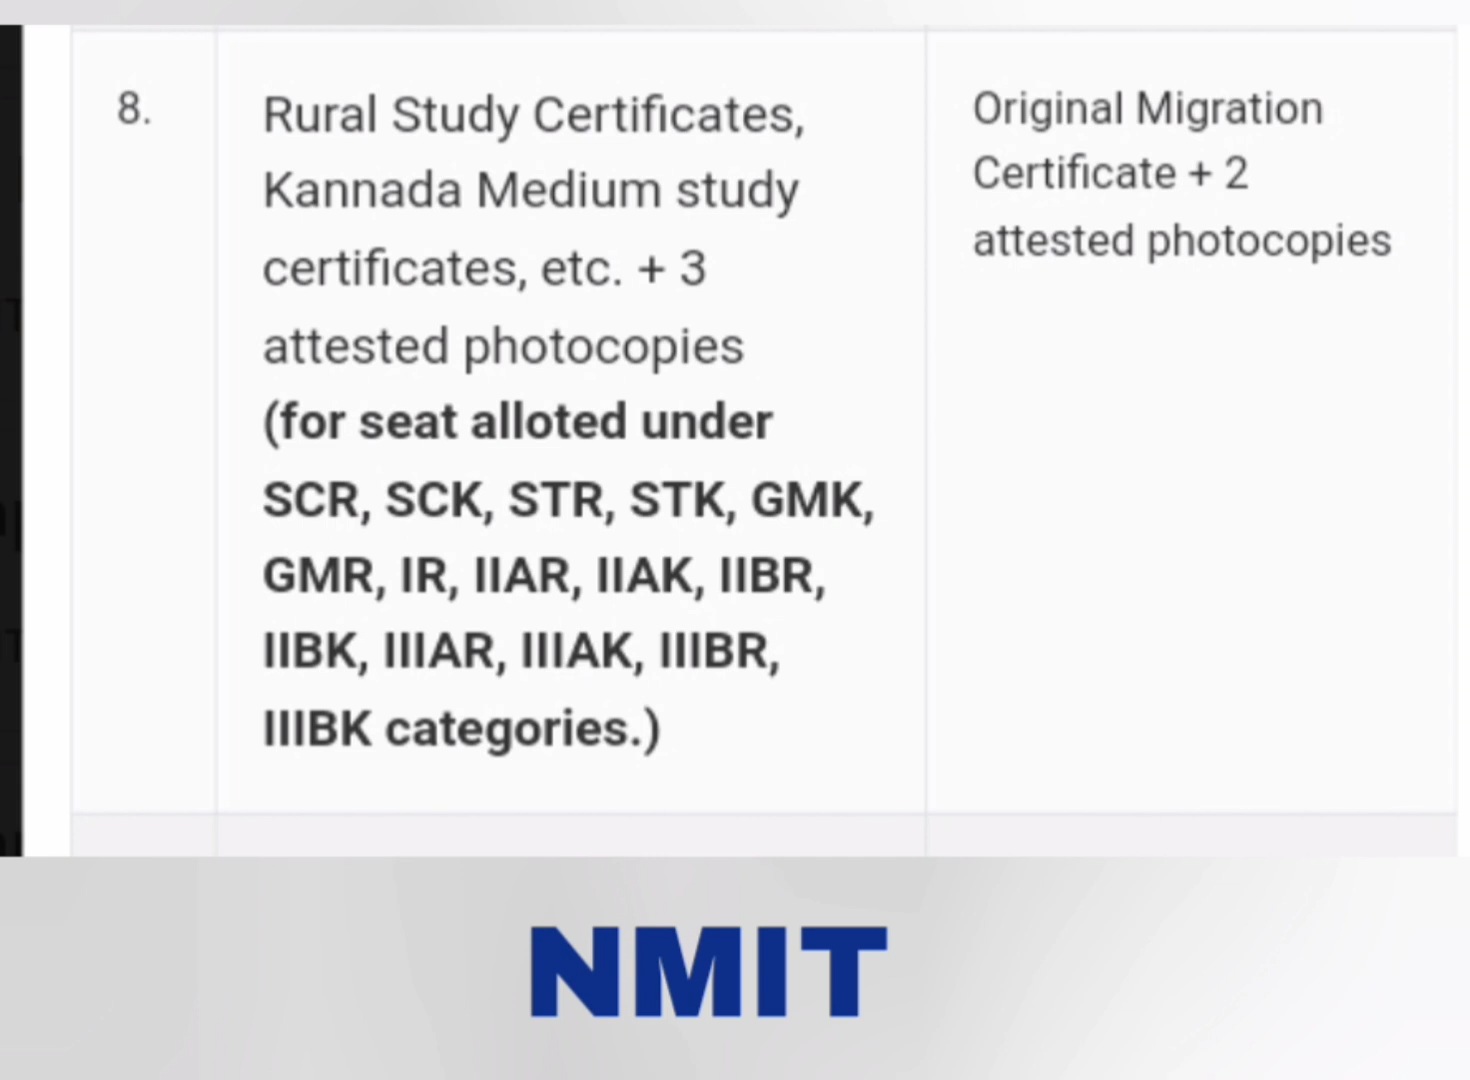 8.
Rural Study Certificates,
Kannada Medium study
certificates, etc. + 3
attested photocopies
(for seat alloted under
SCR, SCK, STR, STK, GMK,
GMR, IR, IIAR, IIAK, IIBR,
IIBK, IIIAR, IIIAK, IIIBR,
IIIBK categories.)
Original Migration
Certificate + 2
attested photocopies
NMIT